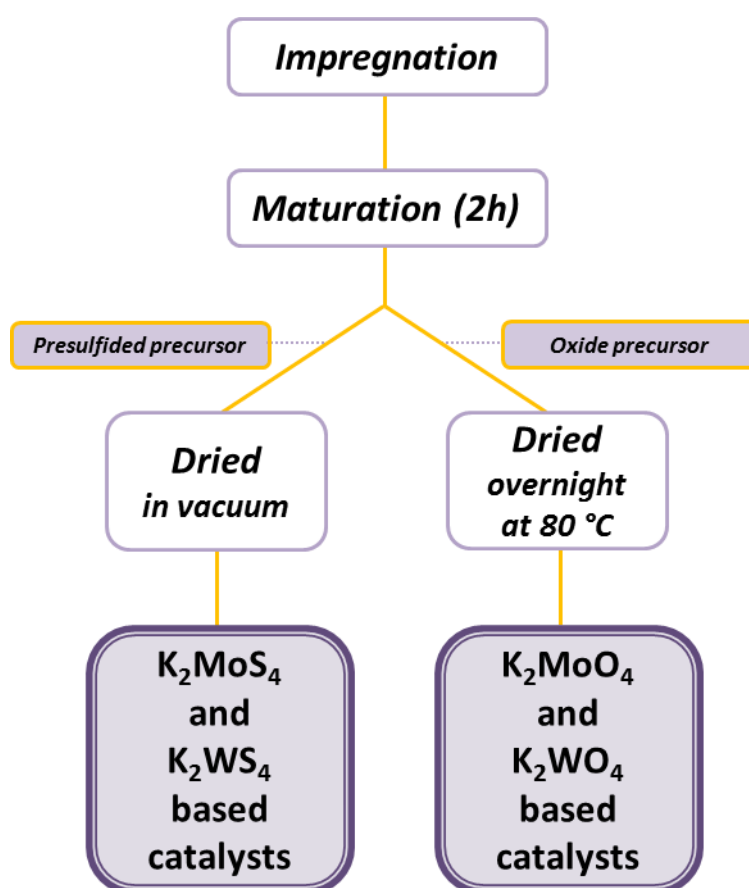 Impregnation
Maturation (2h)
Presulfided precursor
Oxide precursor
Dried
in vacuum
Dried
overnight
at 80 °C
K₂MoS₄
and
K₂WS₄
based
catalysts
K₂MoO₄
and
K₂WO₄
based
catalysts